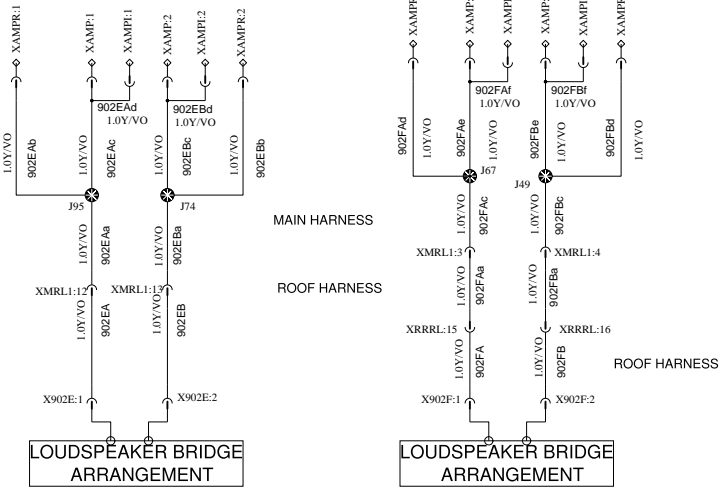 XAMPR:1
XAMP:1
XAMPI:1
XAMP:2
XAMPI:2
XAMPR:2
902EAd
1.0Y/VO
902EBd
1.0Y/VO
1.0Y/VO
902EAb
1.0Y/VO
902EAc
1.0Y/VO
902EBc
902EBb
J95
J74
1.0Y/VO
902EAa
1.0Y/VO
902EBa
MAIN HARNESS
XMRL1:12
XMRL1:13
ROOF HARNESS
1.0Y/VO
902EA
1.0Y/VO
902EB
X902E:1
X902E:2
LOUDSPEAKER BRIDGE
ARRANGEMENT
902FAf
1.0Y/VO
902FBf
1.0Y/VO
902FAd
1.0Y/VO
902FAe
1.0Y/VO
902FBe
1.0Y/VO
902FBd
1.0Y/VO
J67
J49
1.0Y/VO
902FAc
1.0Y/VO
902FBc
XMRL1:3
XMRL1:4
1.0Y/VO
902FAa
1.0Y/VO
902FBa
XRRRL:15
XRRRL:16
1.0Y/VO
902FA
1.0Y/VO
902FB
ROOF HARNESS
X902F:1
X902F:2
LOUDSPEAKER BRIDGE
ARRANGEMENT